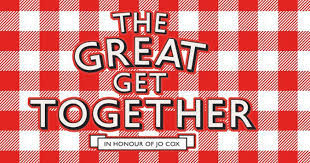 THE
GREAT
GET
TOGETHER
IN HONOUR OF JO COX